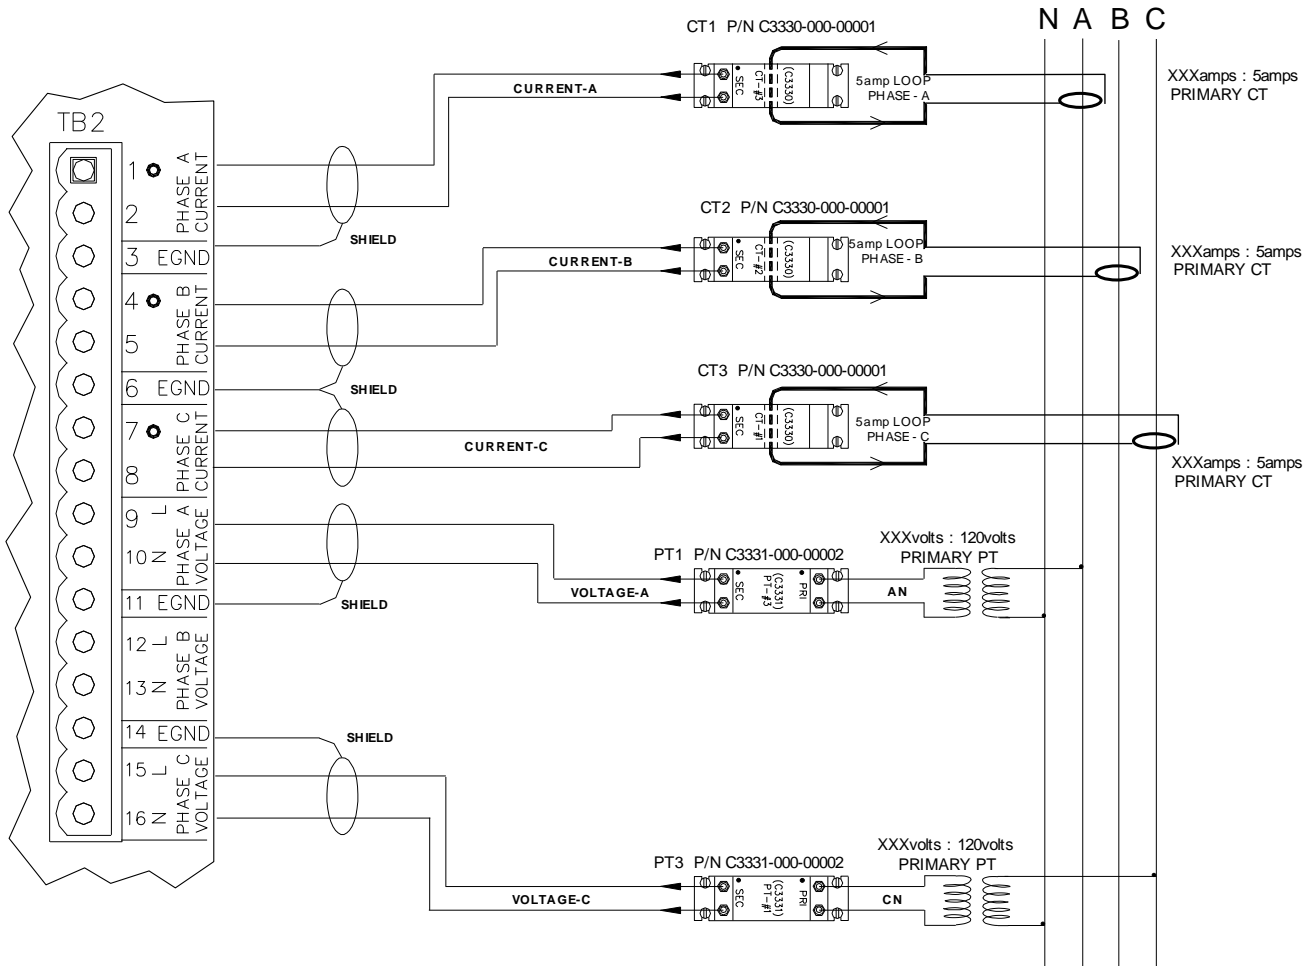 N A B C
CT1 P/N C3330-000-00001
XXXamps : 5amps
PRIMARY CT
5amp LOOP
PHASE - A
SEC
CT-#3
(C3330)
CURRENT-A
TB2
1
2
PHASE A
CURRENT
SHIELD
3 EGND
CT2 P/N C3330-000-00001
XXXamps : 5amps
PRIMARY CT
5amp LOOP
PHASE - B
SEC
CT-#2
(C3330)
CURRENT-B
4
5
PHASE B
CURRENT
6 EGND
SHIELD
CT3 P/N C3330-000-00001
5amp LOOP
PHASE - C
SEC
CT-#1
(C3330)
XXXamps : 5amps
PRIMARY CT
CURRENT-C
7
8
PHASE C
CURRENT
9 L
10 N
PHASE A
VOLTAGE
11 EGND
SHIELD
XXXvolts : 120volts
PRIMARY PT
PT1 P/N C3331-000-00002
SEC
PT-#3
(C3331)
PRI
VOLTAGE-A
AN
12 L
13 N
PHASE B
VOLTAGE
14 EGND
SHIELD
15 L
16 N
PHASE C
VOLTAGE
XXXvolts : 120volts
PRIMARY PT
PT3 P/N C3331-000-00002
SEC
PT-#1
(C3331)
PRI
VOLTAGE-C
CN